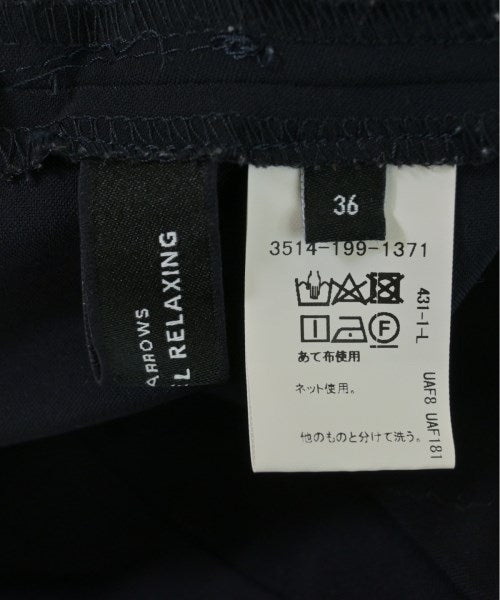 ARROWS
L RELAXING
36
3514-199-1371
F
あて布使用
ネット使用。
他のものと分けて洗う。
431-1-L
UAF8 UAF181